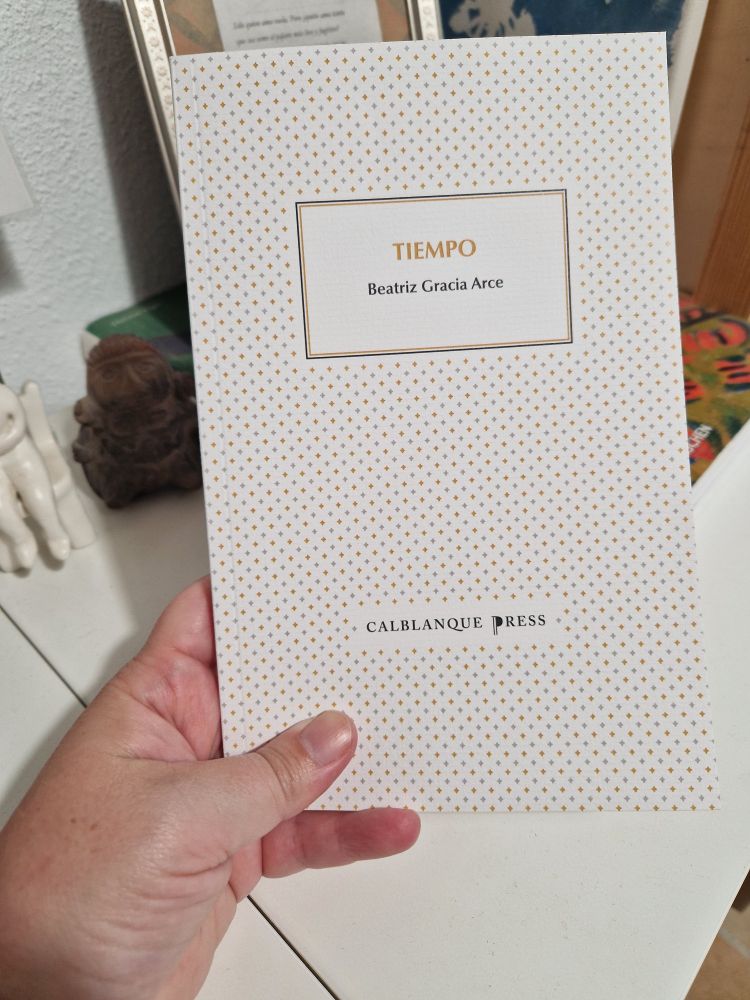 TIEMPO
Beatriz Gracia Arce
CALBLANQUE PRESS